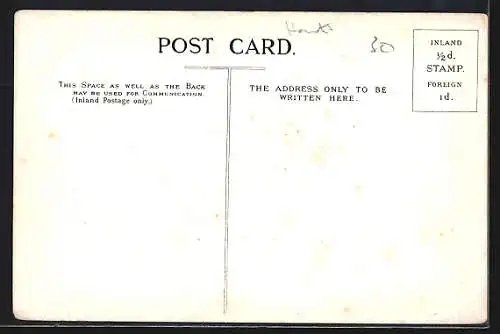 Hants
30
POST CARD.
INLAND
½d.
STAMP.
FOREIGN
1d.
THIS SPACE AS WELL AS THE BACK
MAY BE USED FOR COMMUNICATION.
(Inland Postage only.)
THE ADDRESS ONLY TO BE
WRITTEN HERE.